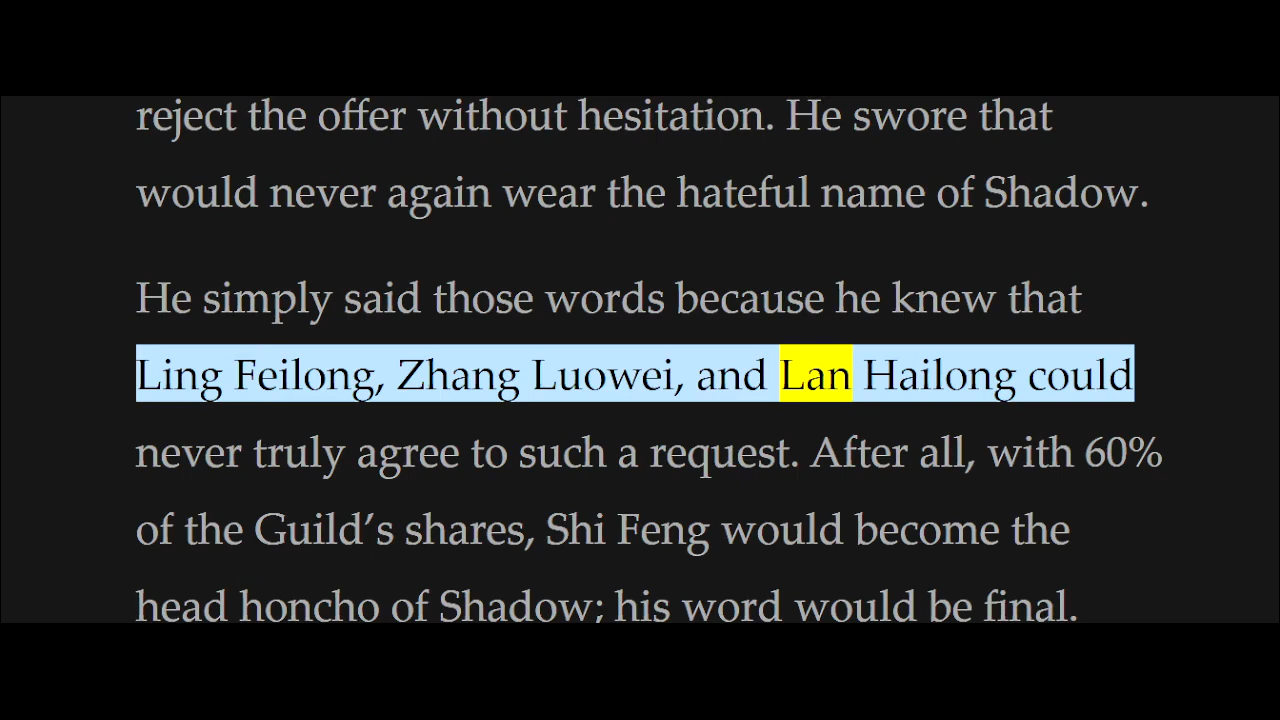 reject the offer without hesitation. He swore that
would never again wear the hateful name of Shadow.
He simply said those words because he knew that
Ling Feilong, Zhang Luowei, and Lan Hailong could
never truly agree to such a request. After all, with 60%
of the Guild’s shares, Shi Feng would become the
head honcho of Shadow; his word would be final.